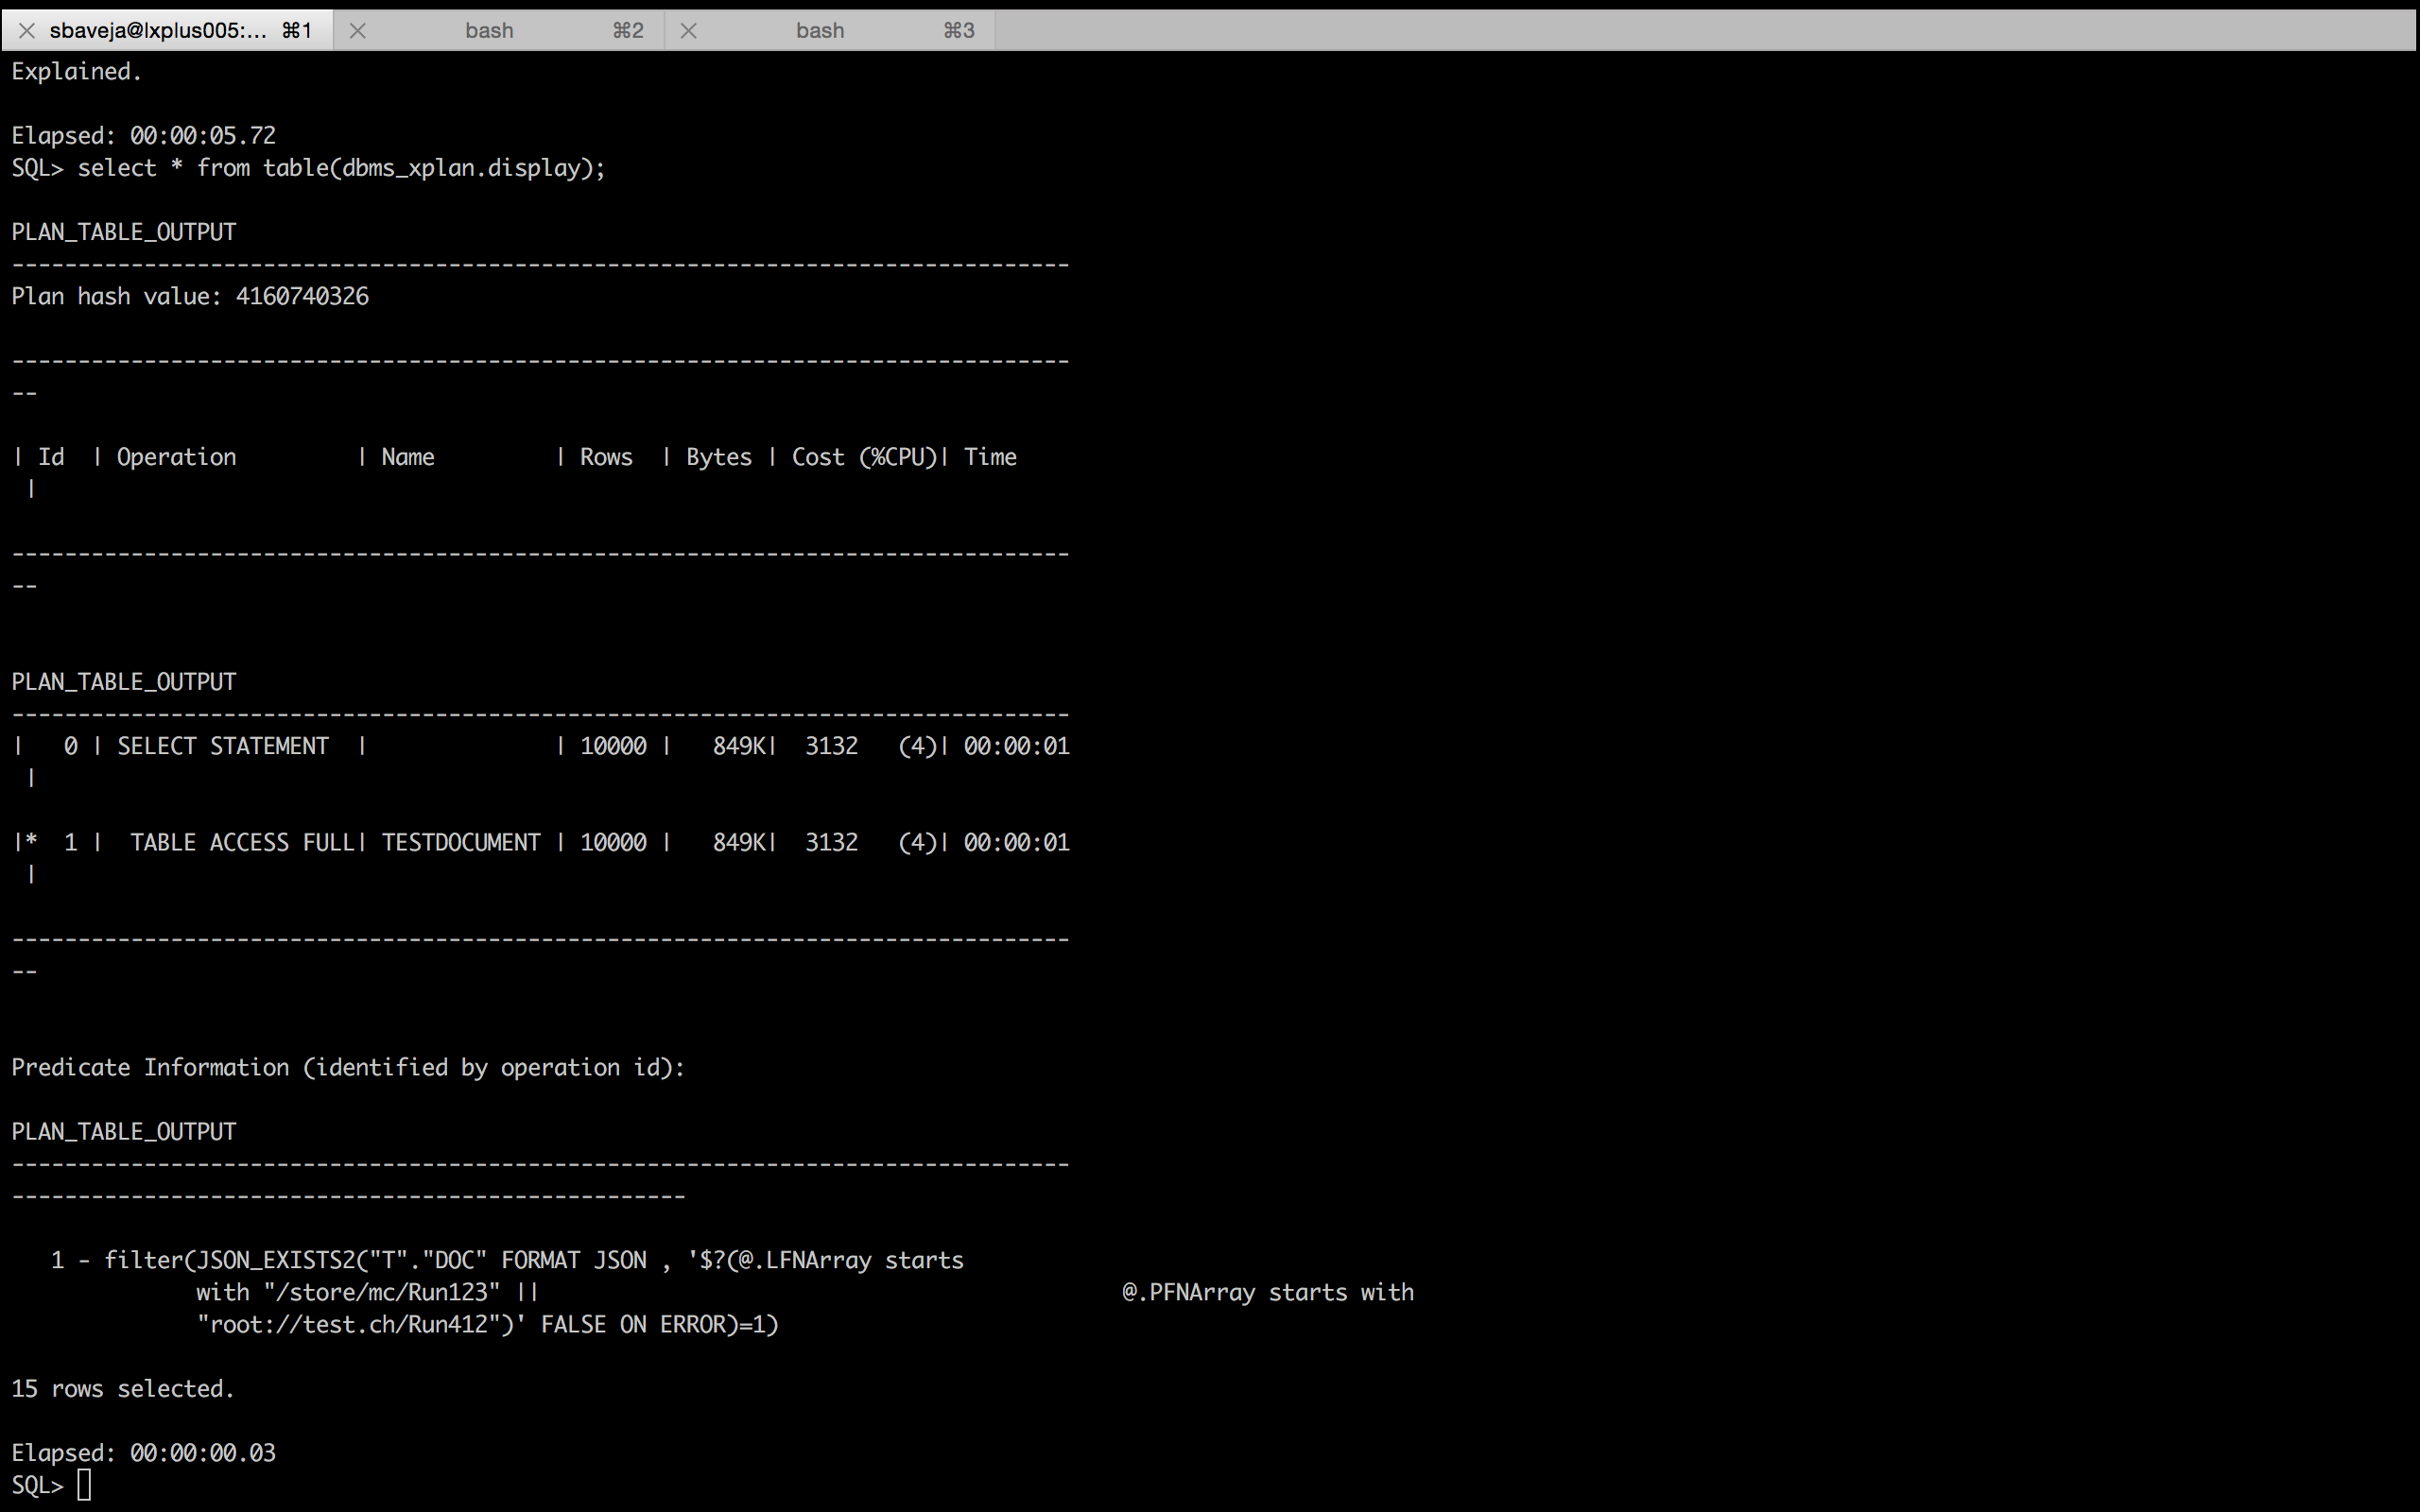 sbaveja@lxplus005:... ⌘1 bash ⌘2 bash ⌘3
Explained.
Elapsed: 00:00:05.72
SQL> select * from table(dbms_xplan.display);
PLAN_TABLE_OUTPUT
--------------------------------------------------------------------------------
Plan hash value: 4160740326
--------------------------------------------------------------------------------
--
| Id  | Operation         | Name         | Rows  | Bytes | Cost (%CPU)| Time
 |
--------------------------------------------------------------------------------
--
PLAN_TABLE_OUTPUT
--------------------------------------------------------------------------------
|   0 | SELECT STATEMENT  |              | 10000 |   849K|  3132   (4)| 00:00:01
 |
|*  1 |  TABLE ACCESS FULL| TESTDOCUMENT | 10000 |   849K|  3132   (4)| 00:00:01
 |
--------------------------------------------------------------------------------
--
Predicate Information (identified by operation id):
PLAN_TABLE_OUTPUT
--------------------------------------------------------------------------------
---------------------------------------------------
   1 - filter(JSON_EXISTS2("T"."DOC" FORMAT JSON , '$?(@.LFNArray starts
              with "/store/mc/Run123" ||                                            @.PFNArray starts with
              "root://test.ch/Run412")' FALSE ON ERROR)=1)
15 rows selected.
Elapsed: 00:00:00.03
SQL>